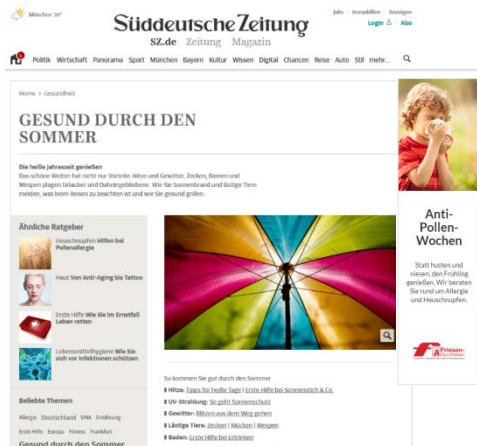 München 26°
Jobs | Immobilien | Anzeigen
Login | Abo
Süddeutsche Zeitung
SZ.de Zeitung Magazin
Politik Wirtschaft Panorama Sport München Bayern Kultur Wissen Digital Chancen Reise Auto Stil mehr...
Home > Gesundheit
GESUND DURCH DEN
SOMMER
Die heiße Jahreszeit genießen
Das schöne Wetter hat nicht nur Vorteile: Hitze und Gewitter, Zecken, Bienen und
Wespen plagen Urlauber und Daheimgebliebene: Wie Sie Sonnenbrand und lästige Tiere
meiden, was beim Reisen zu beachten ist und wie Sie gesund grillen.
Ähnliche Ratgeber
Heuschnupfen Hilfen bei
Pollenallergie
Haut Von Anti-Aging bis Tattoo
Erste Hilfe Wie Sie im Ernstfall
Leben retten
Lebensmittelhygiene Wie Sie
sich vor Infektionen schützen
Beliebte Themen
Allergie Deutschland DNA Ernährung
Erste Hilfe Europa Fitness Frankfurt
Gesund durch den Sommer
So kommen Sie gut durch den Sommer
Hitze: Tipps für heiße Tage | Erste Hilfe bei Sonnenstich & Co.
UV-Strahlung: So geht Sonnenschutz
Gewitter: Blitzen aus dem Weg gehen
Lästige Tiere: Zecken | Mücken | Wespen
Baden: Erste Hilfe bei Ertrinken
Anti-
Pollen-
Wochen
Statt husten und
niesen, den Frühling
genießen. Wir beraten
Sie rund um Allergie
und Heuschnupfen.
Friesen-
Apotheken